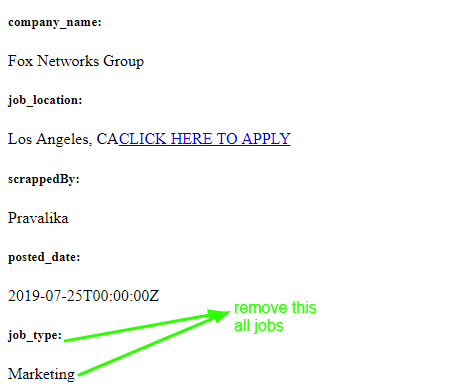 company_name:
Fox Networks Group
job_location:
Los Angeles, CACLICK HERE TO APPLY
scrappedBy:
Pravalika
posted_date:
2019-07-25T00:00:00Z
remove this
all jobs
job_type:
Marketing